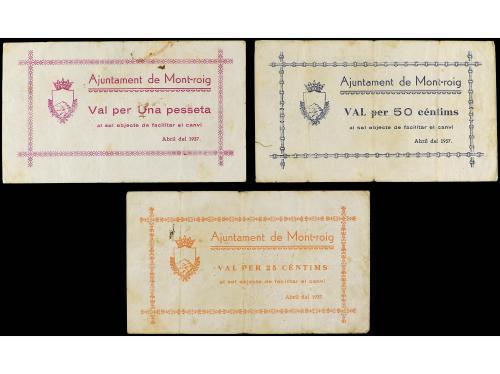 Ajuntament de Mont-roig
Val per Una pesseta
al sol objecte de facilitar el canvi
Abril del 1937.
Ajuntament de Mont-roig
VAL per 50 cèntims
al sol objecte de facilitar el canvi
Abril del 1937.
Ajuntament de Mont-roig
VAL PER 25 CÈNTIMS
al sol objecte de facilitar el canvi
Abril del 1937.